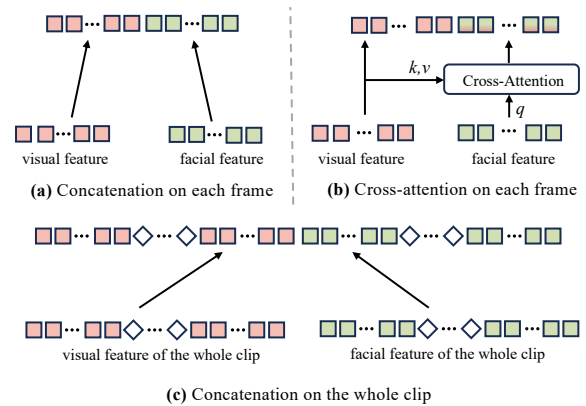 k,v
Cross-Attention
q
visual feature
facial feature
visual feature
facial feature
(a) Concatenation on each frame
(b) Cross-attention on each frame
visual feature of the whole clip
facial feature of the whole clip
(c) Concatenation on the whole clip